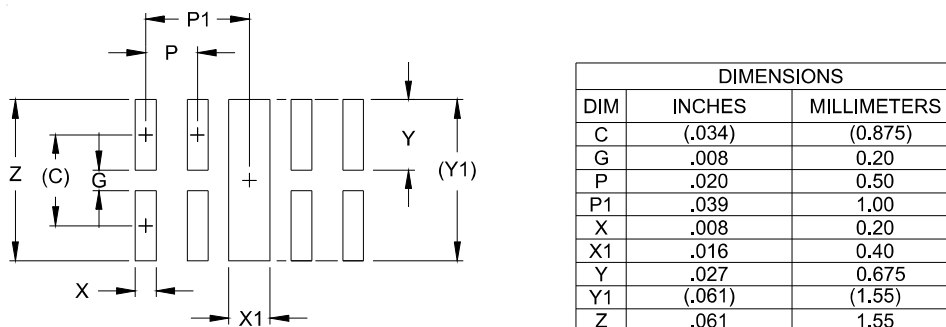 P1
P
Z
(C)
G
Y
(Y1)
X
X1
DIMENSIONS
DIM INCHES MILLIMETERS
C (.034) (0.875)
G .008 0.20
P .020 0.50
P1 .039 1.00
X .008 0.20
X1 .016 0.40
Y .027 0.675
Y1 (.061) (1.55)
Z .061 1.55